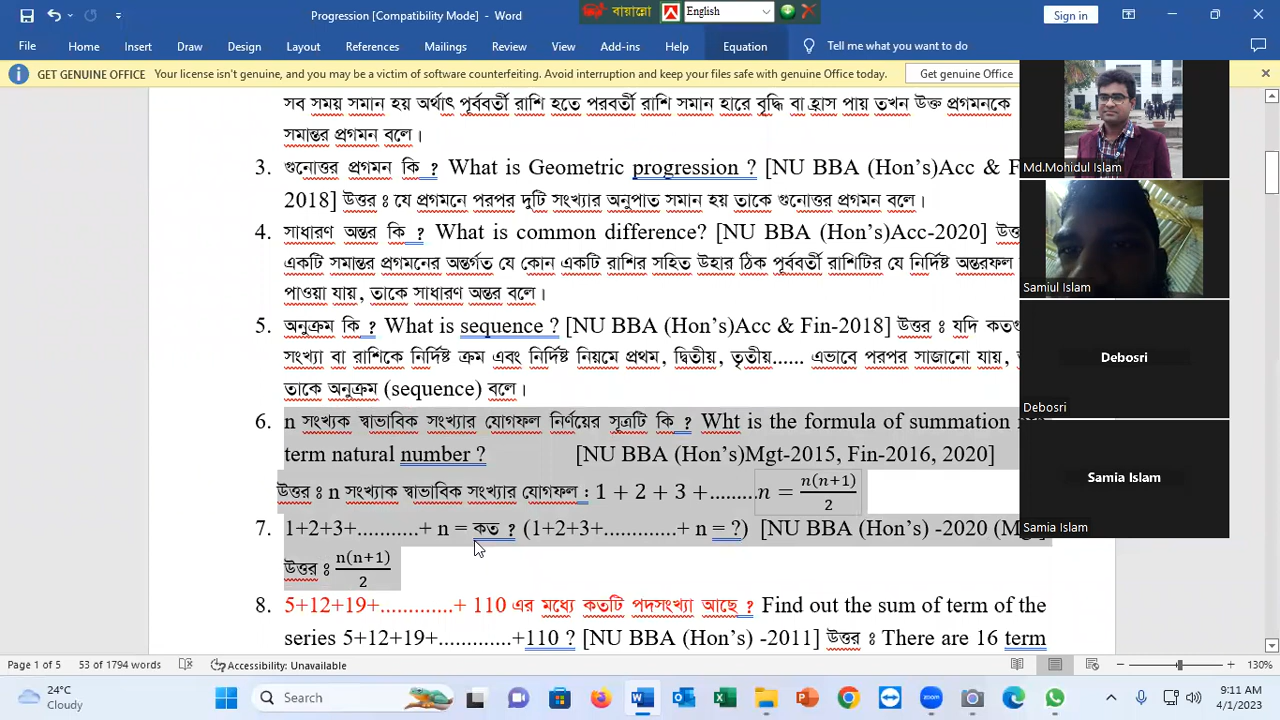 Progression [Compatibility Mode] - Word
বায়ান্নো
English
Sign in
File Home Insert Draw Design Layout References Mailings Review View Add-ins Help Equation Tell me what you want to do
GET GENUINE OFFICE Your license isn't genuine, and you may be a victim of software counterfeiting. Avoid interruption and keep your files safe with genuine Office today. Get genuine Office
সব সময় সমান হয় অর্থাৎ পূর্ববর্তী রাশি হতে পরবর্তী রাশি সমান হারে বৃদ্ধি বা হ্রাস পায় তখন উক্ত প্রগমনকে
সমান্তর প্রগমন বলে।
3. গুনোত্তর প্রগমন কি ? What is Geometric progression ? [NU BBA (Hon's)Acc & F
2018] উত্তর ঃ যে প্রগমনে পরপর দুটি সংখ্যার অনুপাত সমান হয় তাকে গুনোত্তর প্রগমন বলে।
4. সাধারণ অন্তর কি ? What is common difference? [NU BBA (Hon's)Acc-2020] উত্ত
একটি সমান্তর প্রগমনের অন্তর্গত যে কোন একটি রাশির সহিত উহার ঠিক পূর্ববর্তী রাশিটির যে নির্দিষ্ট অন্তরফল
পাওয়া যায়, তাকে সাধারণ অন্তর বলে।
5. অনুক্রম কি ? What is sequence ? [NU BBA (Hon's)Acc & Fin-2018] উত্তর ঃ যদি
সংখ্যা বা রাশিকে নির্দিষ্ট ক্রম এবং নির্দিষ্ট নিয়মে প্রথম, দ্বিতীয়, তৃতীয়...... এভাবে পরপর সাজানো যায়,
তাকে অনুক্রম (sequence) বলে।
6. n সংখ্যক স্বাভাবিক সংখ্যার যোগফল নির্ণয়ের সূত্রটি কি ? Wht is the formula of summation
term natural number ? [NU BBA (Hon's)Mgt-2015, Fin-2016, 2020]
উত্তর ঃ n সংখ্যাক স্বাভাবিক সংখ্যার যোগফল : 1 + 2 + 3 +.........n = n(n+1)/2
7. 1+2+3+...........+ n = কত ? (1+2+3+.............+ n = ?) [NU BBA (Hon's) -2020 (M
উত্তর ঃ n(n+1)/2
8. 5+12+19+.............+ 110 এর মধ্যে কতটি পদসংখ্যা আছে ? Find out the sum of term of the
series 5+12+19+.............+110 ? [NU BBA (Hon's) -2011] উত্তর ঃ There are 16 term
Md.Mohidul Islam
Samiul Islam
Debosri
Debosri
Samia Islam
Samia Islam
Page 1 of 5 53 of 1794 words Accessibility: Unavailable 130%
24°C
Cloudy
Search
9:11 AM
4/1/2023